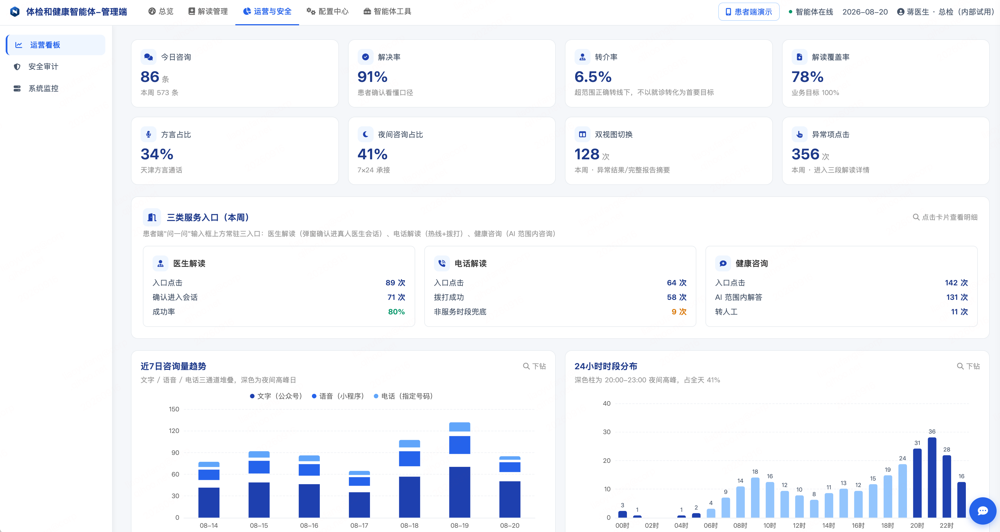 体检和健康智能体-管理端
总览
解读管理
运营与安全
配置中心
智能体工具
患者端演示
智能体在线
2026-08-20
蒋医生 · 总检（内部试用）
运营看板
安全审计
系统监控
今日咨询
86 条
本周 573 条
解决率
91%
患者确认看懂口径
转介率
6.5%
超范围正确转线下，不以就诊转化为首要目标
解读覆盖率
78%
业务目标 100%
方言占比
34%
天津方言通话
夜间咨询占比
41%
7×24 承接
双视图切换
128 次
本周 · 异常结果/完整报告摘要
异常项点击
356 次
本周 · 进入三段解读详情
三类服务入口（本周）
点击卡片查看明细
患者端"问一问"输入框上方常驻三入口：医生解读（弹窗确认进真人医生会话）、电话解读（热线+拨打）、健康咨询（AI 范围内咨询）
医生解读
入口点击 89 次
确认进入会话 71 次
成功率 80%
电话解读
入口点击 64 次
拨打成功 58 次
非服务时段兜底 9 次
健康咨询
入口点击 142 次
AI 范围内解答 131 次
转人工 11 次
近7日咨询量趋势
下钻
文字 / 语音 / 电话三通道堆叠，深色为夜间高峰日
文字（公众号） 语音（小程序） 电话（指定号码）
150
120
90
60
30
0
08-14 08-15 08-16 08-17 08-18 08-19 08-20
24小时时段分布
下钻
深色柱为 20:00-23:00 夜间高峰，占全天 41%
40
30
20
10
0
3 1 1 2 4 9 14 18 16 12 10 8 11 13 12 15 19 24 31 36 28 16
00时 02时 04时 06时 08时 10时 12时 14时 16时 18时 20时 22时